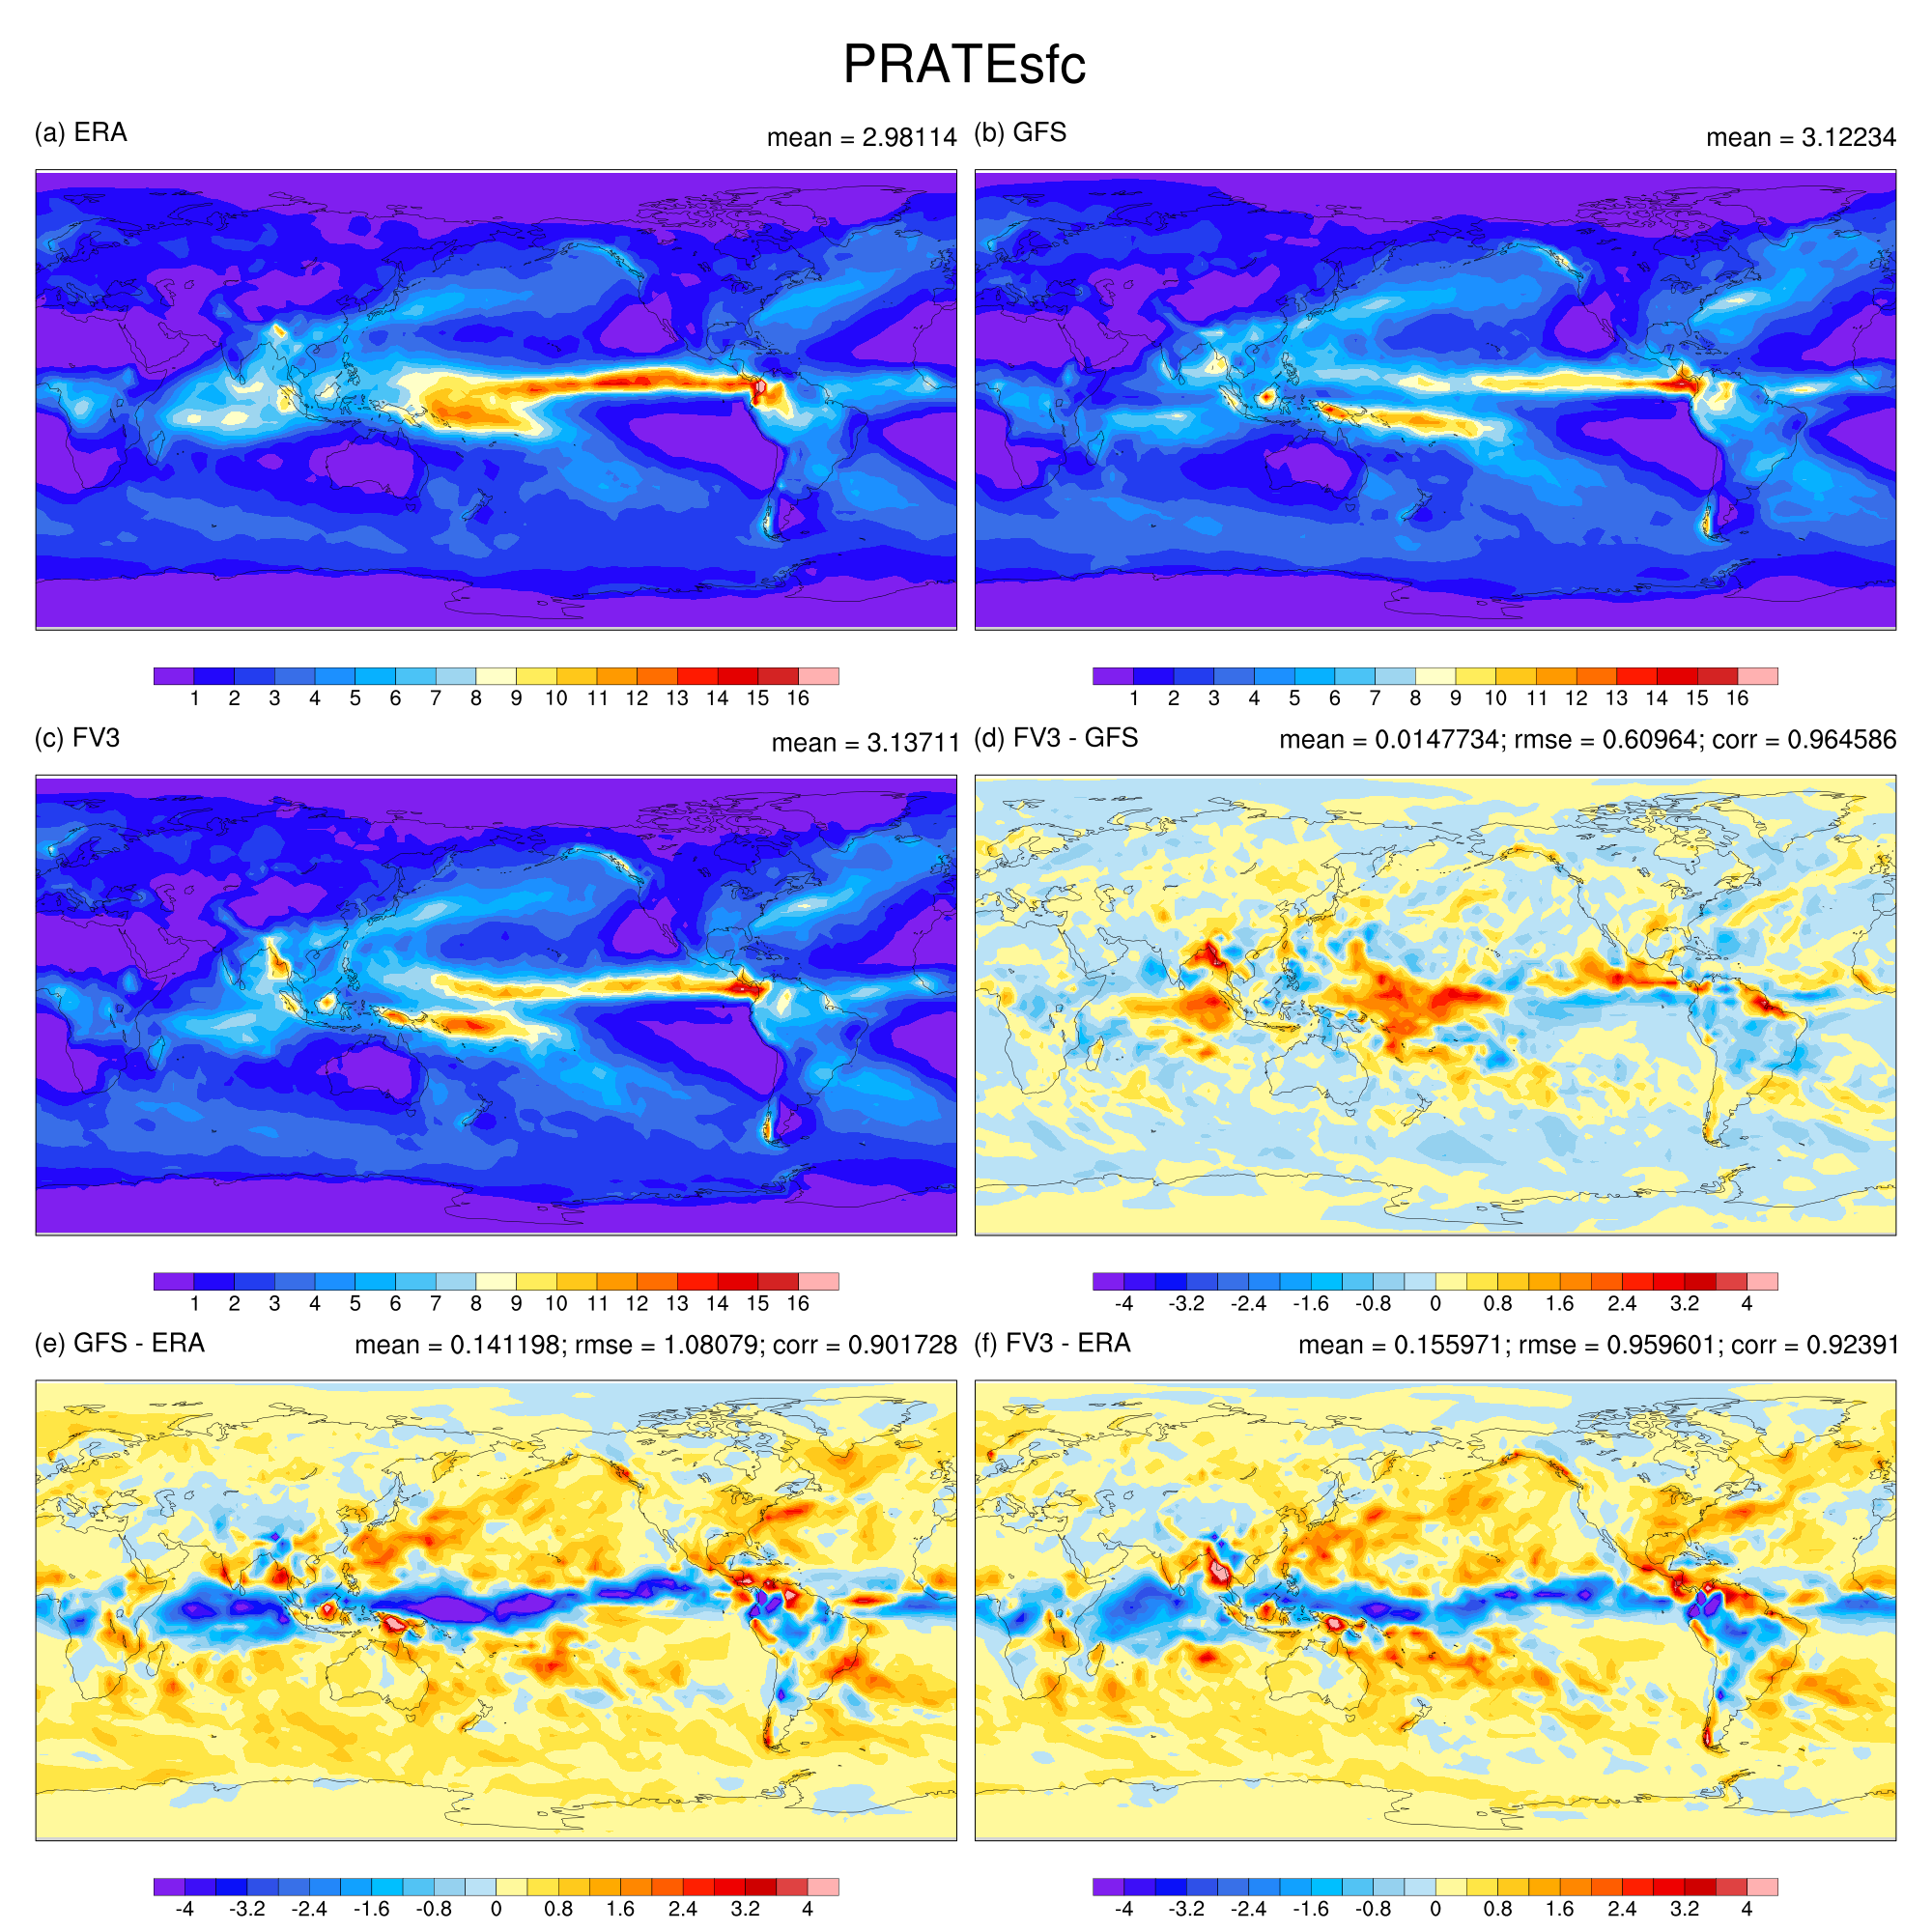 PRATEsfc
(a) ERA
mean = 2.98114
(b) GFS
mean = 3.12234
1 2 3 4 5 6 7 8 9 10 11 12 13 14 15 16
1 2 3 4 5 6 7 8 9 10 11 12 13 14 15 16
(c) FV3
mean = 3.13711
(d) FV3 - GFS
mean = 0.0147734; rmse = 0.60964; corr = 0.964586
1 2 3 4 5 6 7 8 9 10 11 12 13 14 15 16
-4 -3.2 -2.4 -1.6 -0.8 0 0.8 1.6 2.4 3.2 4
(e) GFS - ERA
mean = 0.141198; rmse = 1.08079; corr = 0.901728
(f) FV3 - ERA
mean = 0.155971; rmse = 0.959601; corr = 0.92391
-4 -3.2 -2.4 -1.6 -0.8 0 0.8 1.6 2.4 3.2 4
-4 -3.2 -2.4 -1.6 -0.8 0 0.8 1.6 2.4 3.2 4